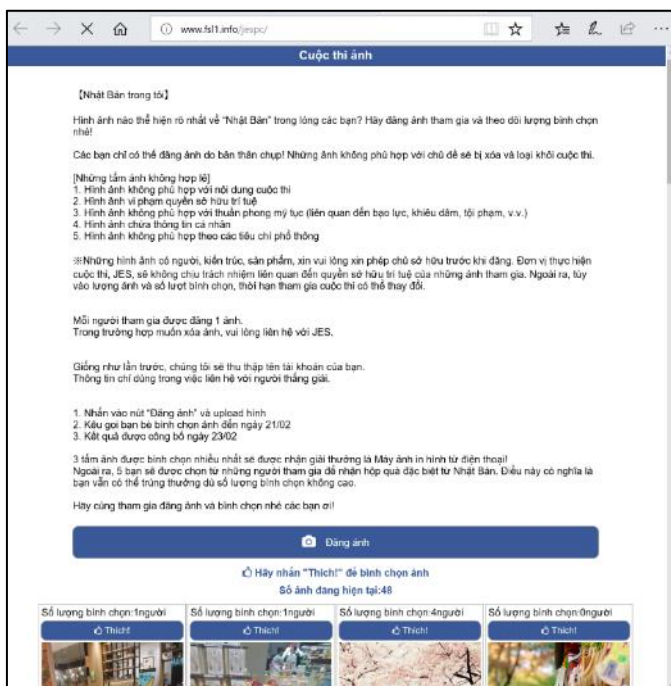 www.fsl1.info/jespc/
Cuộc thi ảnh
【Nhật Bản trong tôi】
Hình ảnh nào thể hiện rõ nhất về "Nhật Bản" trong lòng các bạn? Hãy đăng ảnh tham gia và theo dõi lượng bình chọn
nhé!
Các bạn chỉ có thể đăng ảnh do bản thân chụp! Những ảnh không phù hợp với chủ đề sẽ bị xóa và loại khỏi cuộc thi.
[Những tấm ảnh không hợp lệ]
1. Hình ảnh không phù hợp với nội dung cuộc thi
2. Hình ảnh vi phạm quyền sở hữu trí tuệ
3. Hình ảnh không phù hợp với thuần phong mỹ tục (liên quan đến bạo lực, khiêu dâm, tội phạm, v.v.)
4. Hình ảnh chứa thông tin cá nhân
5. Hình ảnh không phù hợp theo các tiêu chí phổ thông
※Những hình ảnh có người, kiến trúc, sản phẩm, xin vui lòng xin phép chủ sở hữu trước khi đăng. Đơn vị thực hiện
cuộc thi, JES, sẽ không chịu trách nhiệm liên quan đến quyền sở hữu trí tuệ của những ảnh tham gia. Ngoài ra, tùy
vào lượng ảnh và số lượt bình chọn, thời hạn tham gia cuộc thi có thể thay đổi.
Mỗi người tham gia được đăng 1 ảnh.
Trong trường hợp muốn xóa ảnh, vui lòng liên hệ với JES.
Giống như lần trước, chúng tôi sẽ thu thập tên tài khoản của bạn.
Thông tin chỉ dùng trong việc liên hệ với người thắng giải.
1. Nhấn vào nút "Đăng ảnh" và upload hình
2. Kêu gọi bạn bè bình chọn ảnh đến ngày 21/02
3. Kết quả được công bố ngày 23/02
3 tấm ảnh được bình chọn nhiều nhất sẽ được nhận giải thưởng là Máy ảnh in hình từ điện thoại!
Ngoài ra, 5 bạn sẽ được chọn từ những người tham gia để nhận hộp quà đặc biệt từ Nhật Bản. Điều này có nghĩa là
bạn vẫn có thể trúng thưởng dù số lượng bình chọn không cao.
Hãy cùng tham gia đăng ảnh và bình chọn nhé các bạn ơi!
Đăng ảnh
Hãy nhấn "Thích!" để bình chọn ảnh
Số ảnh đang hiện tại:48
Số lượng bình chọn:1người Số lượng bình chọn:1người Số lượng bình chọn:4người Số lượng bình chọn:0người
Thích! Thích! Thích! Thích!